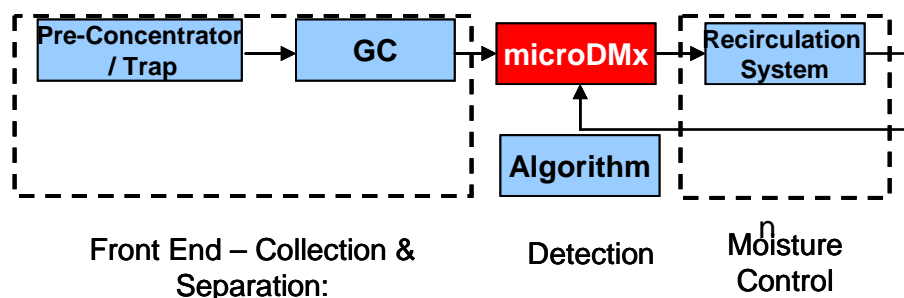 Pre-Concentrator
/ Trap
GC
microDMx
Recirculation
System
Algorithm
Front End – Collection &
Separation:
Detection
n
Moisture
Control